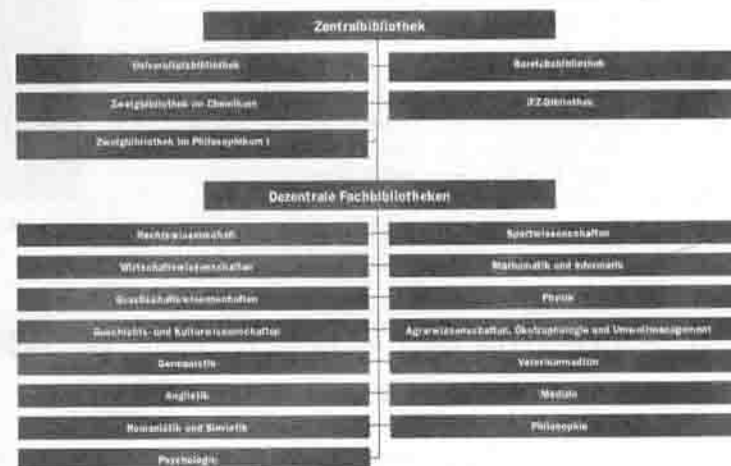 Zentralbibliothek
Universitätsbibliothek
Bereichsbibliothek
Zweigbibliothek im Chemikum
IFZ-Bibliothek
Zweigbibliothek im Philosophikum I
Dezentrale Fachbibliotheken
Rechtswissenschaft
Sportwissenschaften
Wirtschaftswissenschaften
Mathematik und Informatik
Gesellschaftswissenschaften
Physik
Geschichts- und Kulturwissenschaften
Agrarwissenschaften, Ökotrophologie und Umweltmanagement
Germanistik
Veterinärmedizin
Anglistik
Medizin
Romanistik und Slavistik
Philosophie
Psychologie